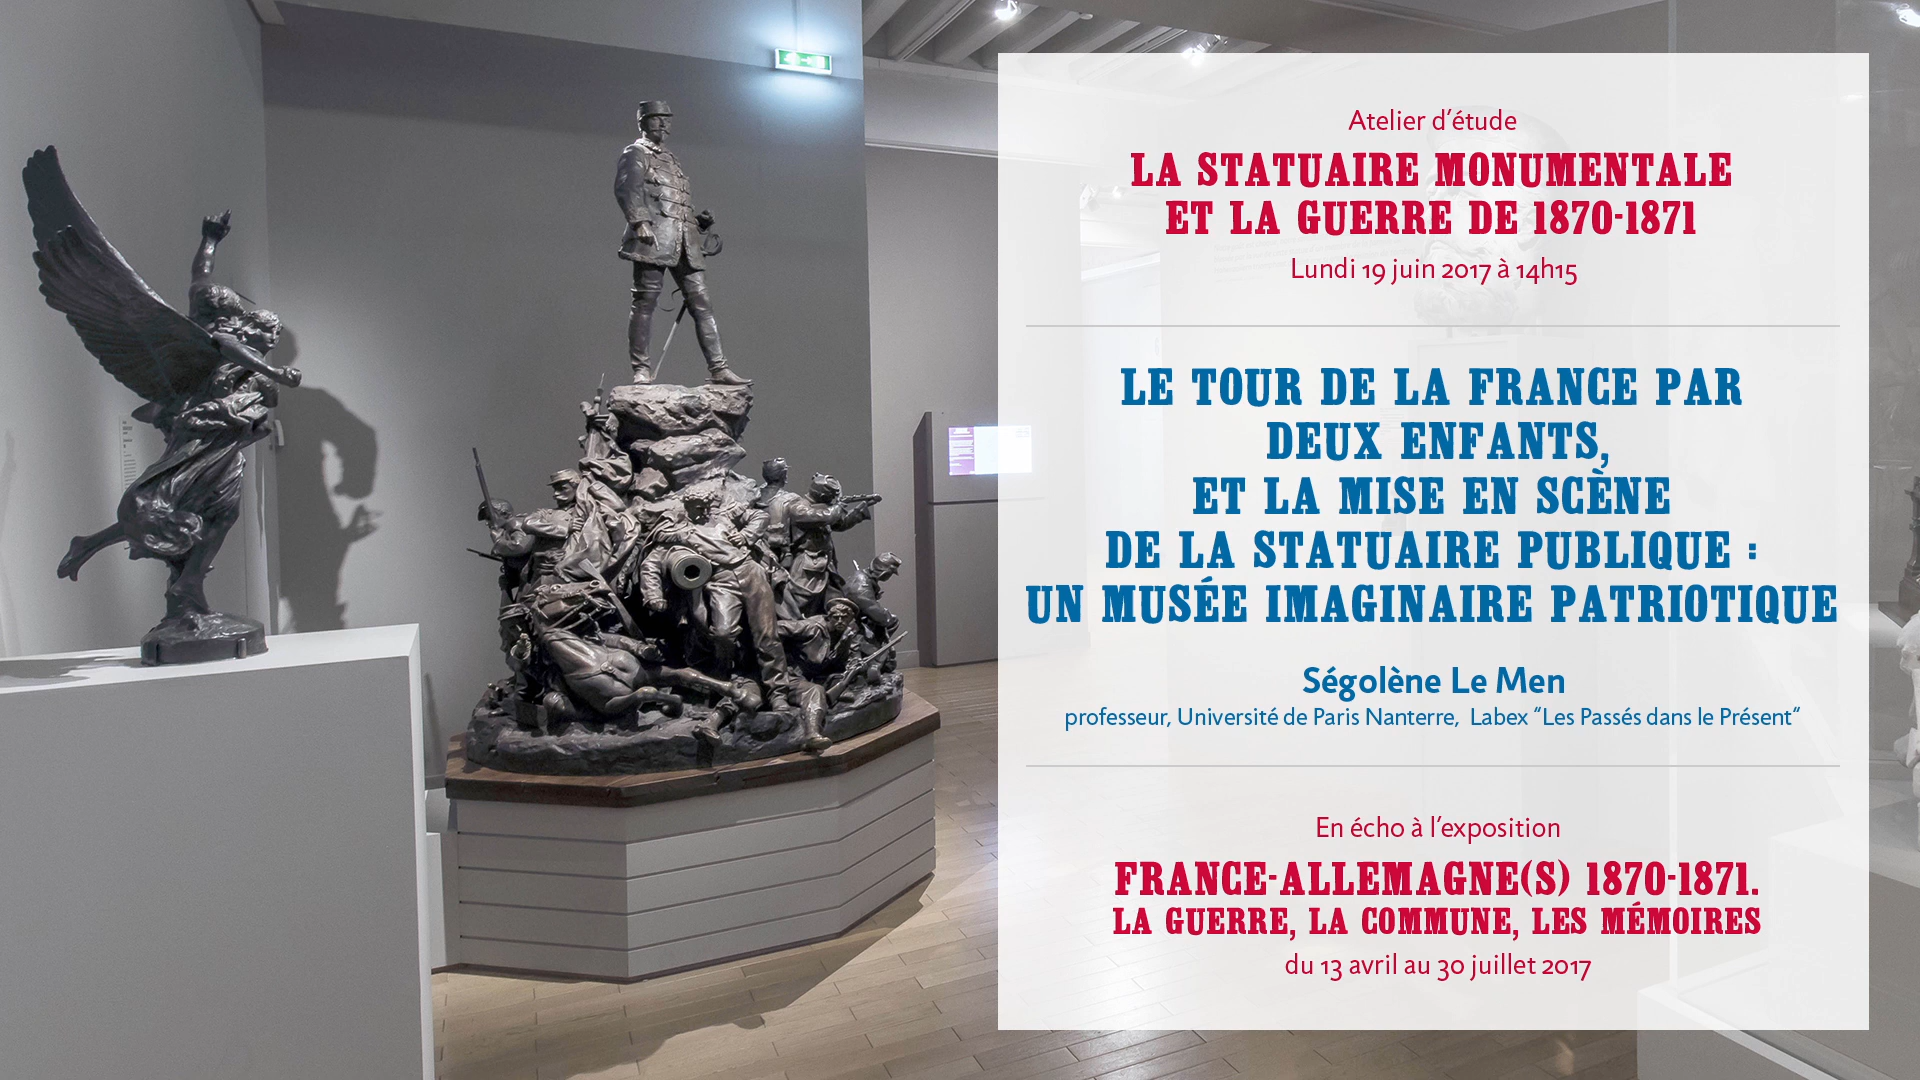 Atelier d'étude
LA STATUAIRE MONUMENTALE
ET LA GUERRE DE 1870-1871
Lundi 19 juin 2017 à 14h15
LE TOUR DE LA FRANCE PAR
DEUX ENFANTS,
ET LA MISE EN SCÈNE
DE LA STATUAIRE PUBLIQUE :
UN MUSÉE IMAGINAIRE PATRIOTIQUE
Ségolène Le Men
professeur, Université de Paris Nanterre, Labex "Les Passés dans le Présent"
En écho à l'exposition
FRANCE-ALLEMAGNE(S) 1870-1871.
LA GUERRE, LA COMMUNE, LES MÉMOIRES
du 13 avril au 30 juillet 2017